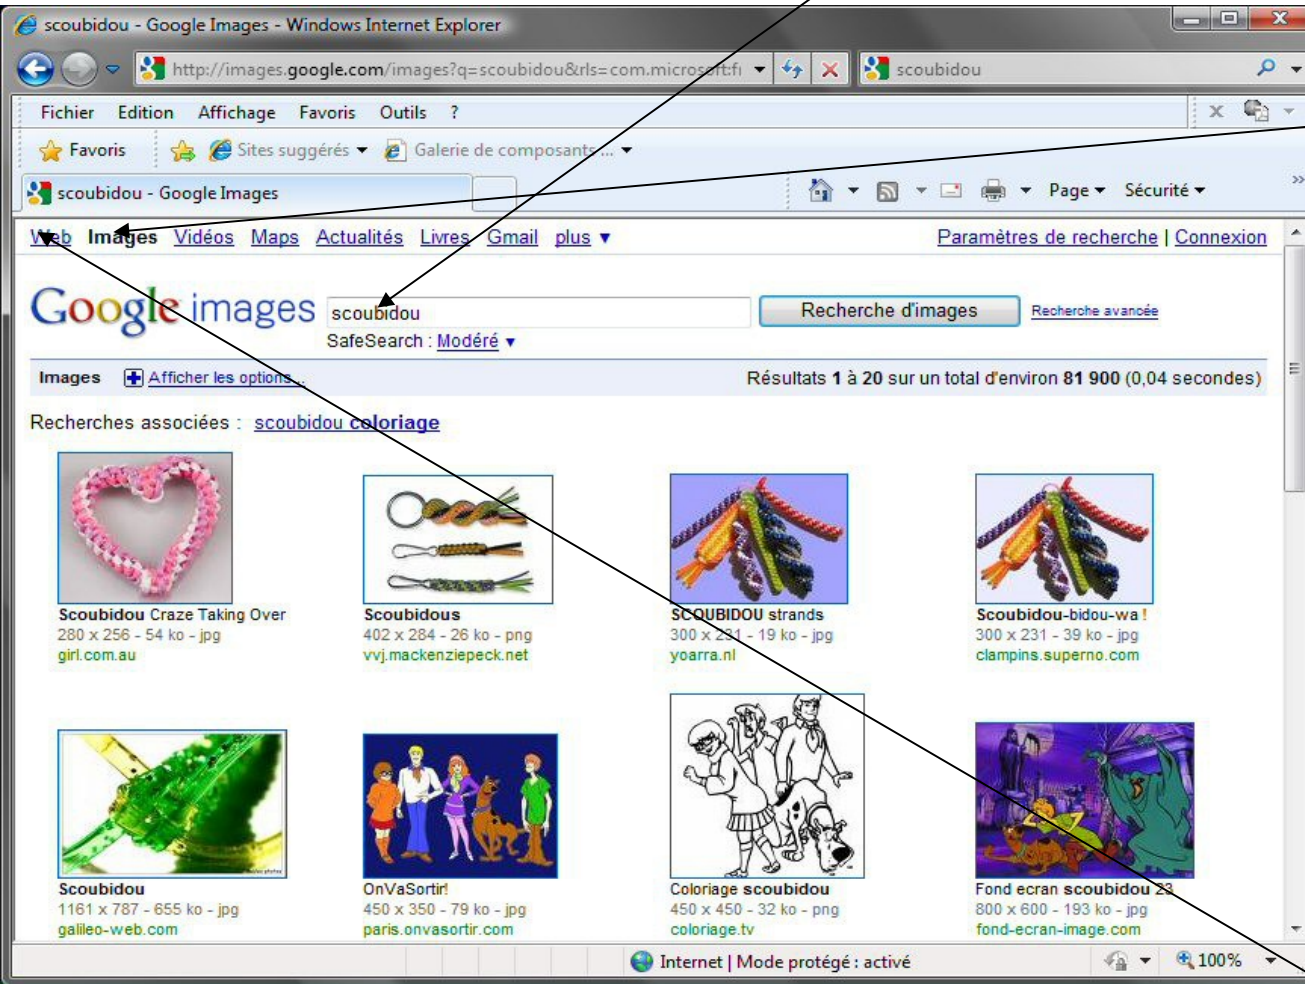 scoubidou - Google Images - Windows Internet Explorer
http://images.google.com/images?q=scoubidou&rls=com.microsoft:fr
scoubidou
Fichier Edition Affichage Favoris Outils ?
Favoris Sites suggérés Galerie de composants ...
scoubidou - Google Images
Page Sécurité
Web Images Vidéos Maps Actualités Livres Gmail plus
Paramètres de recherche | Connexion
Google images
scoubidou
Recherche d'images
Recherche avancée
SafeSearch : Modéré
Images Afficher les options...
Résultats 1 à 20 sur un total d'environ 81 900 (0,04 secondes)
Recherches associées : scoubidou coloriage
Scoubidou Craze Taking Over
280 x 256 - 54 ko - jpg
girl.com.au
Scoubidous
402 x 284 - 26 ko - png
vvj.mackenziepeck.net
SCOUBIDOU strands
300 x 231 - 19 ko - jpg
yoarra.nl
Scoubidou-bidou-wa !
300 x 231 - 39 ko - jpg
clampins.superno.com
Scoubidou
1161 x 787 - 655 ko - jpg
galileo-web.com
OnVaSortir!
450 x 350 - 79 ko - jpg
paris.onvasortir.com
Coloriage scoubidou
450 x 450 - 32 ko - png
coloriage.tv
Fond ecran scoubidou 23
800 x 600 - 193 ko - jpg
fond-ecran-image.com
Internet | Mode protégé : activé
100%